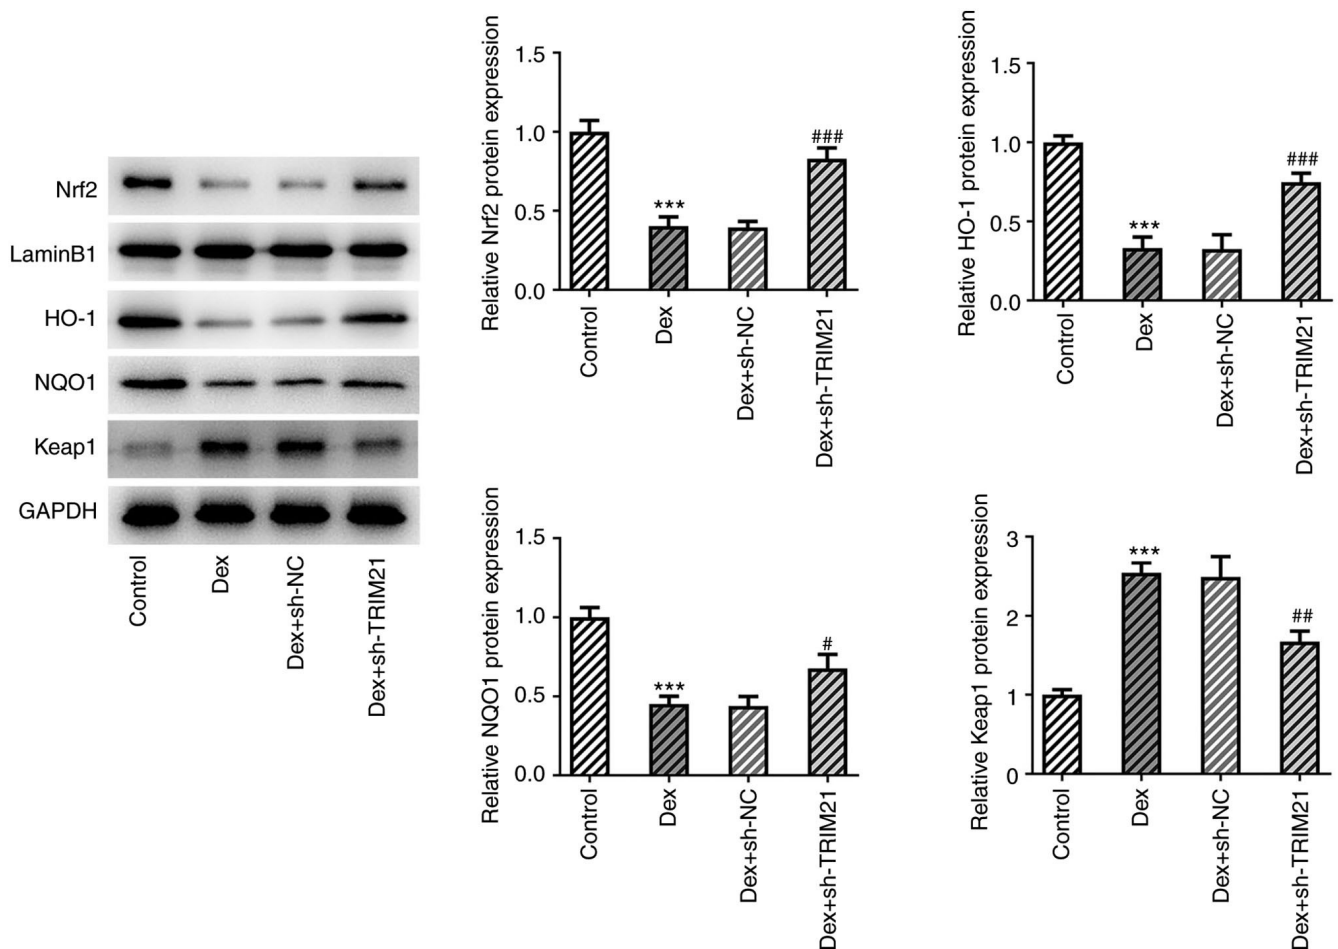 Nrf2
LaminB1
HO-1
NQO1
Keap1
GAPDH
Control
Dex
Dex+sh-NC
Dex+sh-TRIM21
Relative Nrf2 protein expression
1.5
1.0
0.5
0.0
***
###
Control
Dex
Dex+sh-NC
Dex+sh-TRIM21
Relative HO-1 protein expression
1.5
1.0
0.5
0.0
***
###
Control
Dex
Dex+sh-NC
Dex+sh-TRIM21
Relative NQO1 protein expression
1.5
1.0
0.5
0.0
***
#
Control
Dex
Dex+sh-NC
Dex+sh-TRIM21
Relative Keap1 protein expression
3
2
1
0
***
##
Control
Dex
Dex+sh-NC
Dex+sh-TRIM21